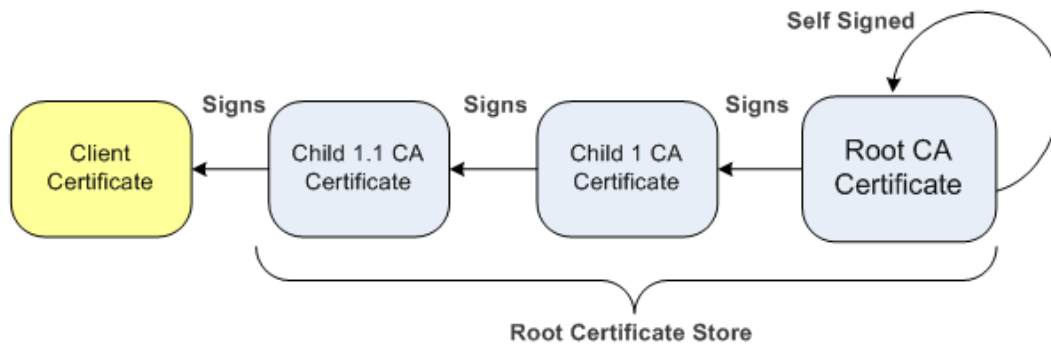 Self Signed
Signs
Signs
Signs
Client
Certificate
Child 1.1 CA
Certificate
Child 1 CA
Certificate
Root CA
Certificate
Root Certificate Store